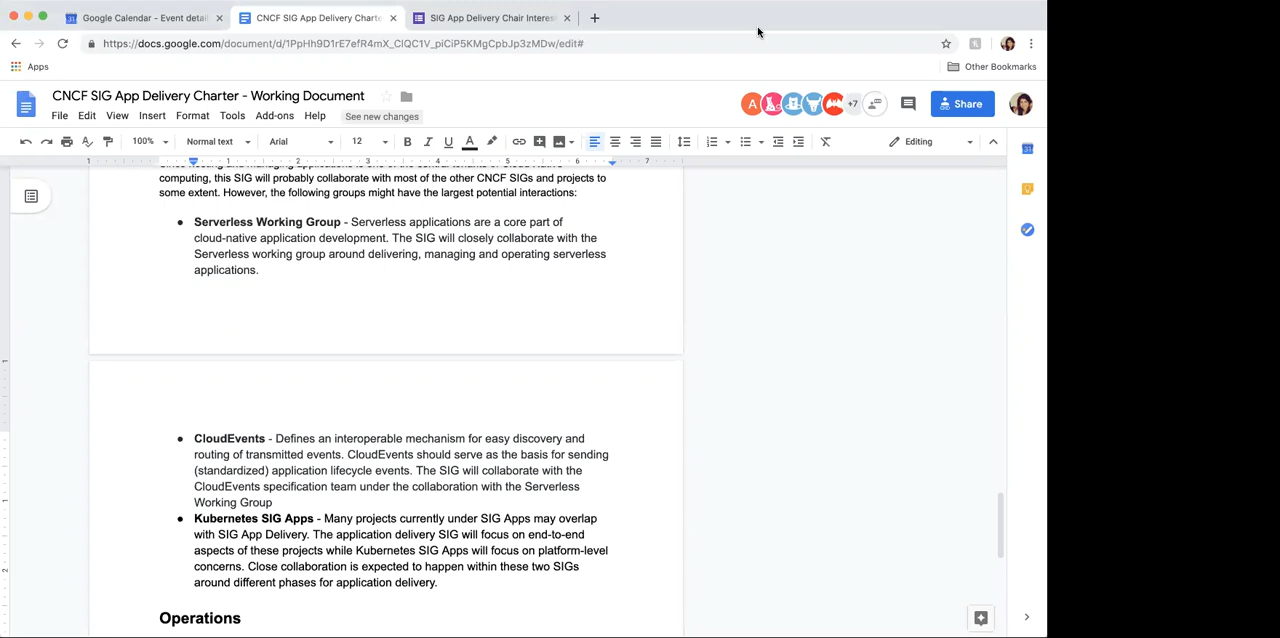 Google Calendar - Event detail
CNCF SIG App Delivery Charte
SIG App Delivery Chair Interes
https://docs.google.com/document/d/1PpHh9D1rE7efR4mX_ClQC1V_piCiP5KMgCpbJp3zMDw/edit#
Apps
Other Bookmarks
CNCF SIG App Delivery Charter - Working Document
File Edit View Insert Format Tools Add-ons Help See new changes
A
+7
Share
100% Normal text Arial 12 B I U A Editing
1 1 2 3 4 5 6 7
computing, this SIG will probably collaborate with most of the other CNCF SIGs and projects to
some extent. However, the following groups might have the largest potential interactions:
● Serverless Working Group - Serverless applications are a core part of
cloud-native application development. The SIG will closely collaborate with the
Serverless working group around delivering, managing and operating serverless
applications.
● CloudEvents - Defines an interoperable mechanism for easy discovery and
routing of transmitted events. CloudEvents should serve as the basis for sending
(standardized) application lifecycle events. The SIG will collaborate with the
CloudEvents specification team under the collaboration with the Serverless
Working Group
● Kubernetes SIG Apps - Many projects currently under SIG Apps may overlap
with SIG App Delivery. The application delivery SIG will focus on end-to-end
aspects of these projects while Kubernetes SIG Apps will focus on platform-level
concerns. Close collaboration is expected to happen within these two SIGs
around different phases for application delivery.
Operations